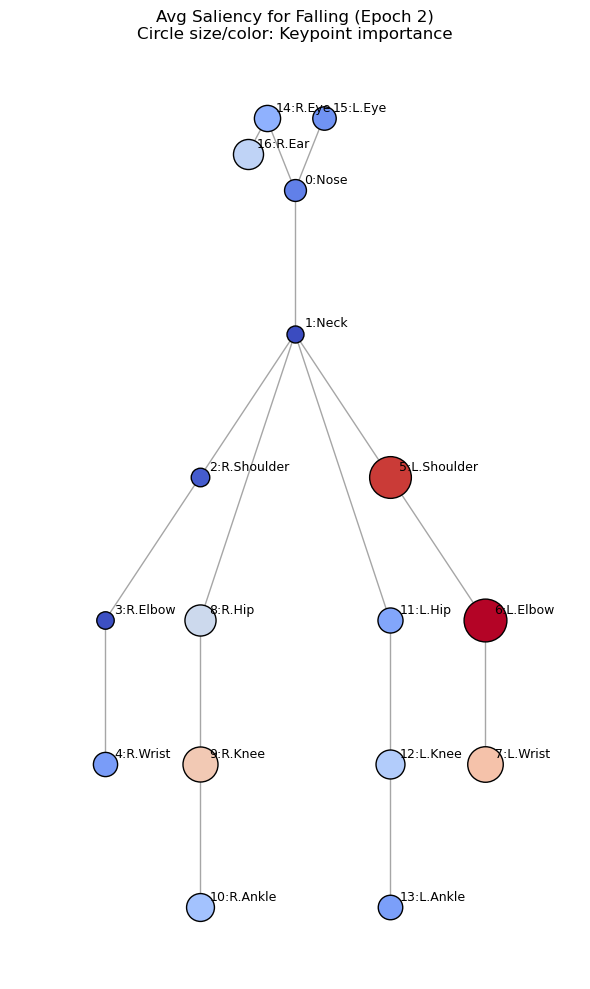 Avg Saliency for Falling (Epoch 2)
Circle size/color: Keypoint importance
14:R.Eye
15:L.Eye
16:R.Ear
0:Nose
1:Neck
2:R.Shoulder
5:L.Shoulder
3:R.Elbow
8:R.Hip
11:L.Hip
6:L.Elbow
4:R.Wrist
9:R.Knee
12:L.Knee
7:L.Wrist
10:R.Ankle
13:L.Ankle